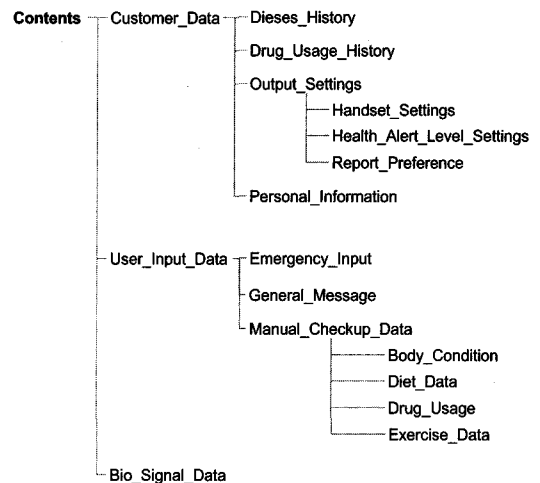 Contents Customer_Data Dieses_History
Drug_Usage_History
Output_Settings
Handset_Settings
Health_Alert_Level_Settings
Report_Preference
Personal_Information
User_Input_Data Emergency_Input
General_Message
Manual_Checkup_Data
Body_Condition
Diet_Data
Drug_Usage
Exercise_Data
Bio_Signal_Data